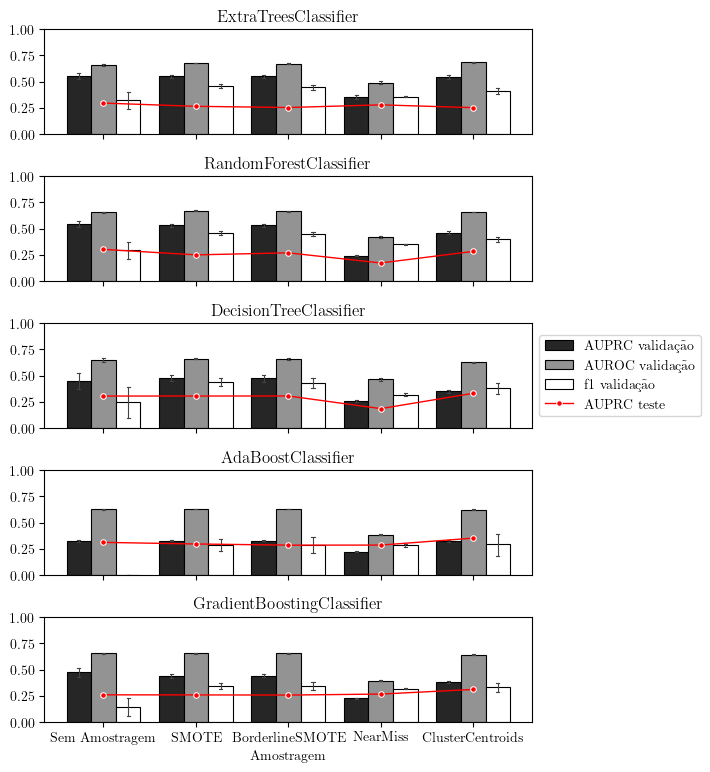 ExtraTreesClassifier
1.00
0.75
0.50
0.25
0.00
RandomForestClassifier
1.00
0.75
0.50
0.25
0.00
DecisionTreeClassifier
1.00
0.75
0.50
0.25
0.00
AUPRC validação
AUROC validação
f1 validação
AUPRC teste
AdaBoostClassifier
1.00
0.75
0.50
0.25
0.00
GradientBoostingClassifier
1.00
0.75
0.50
0.25
0.00
Sem Amostragem SMOTE BorderlineSMOTE NearMiss ClusterCentroids
Amostragem